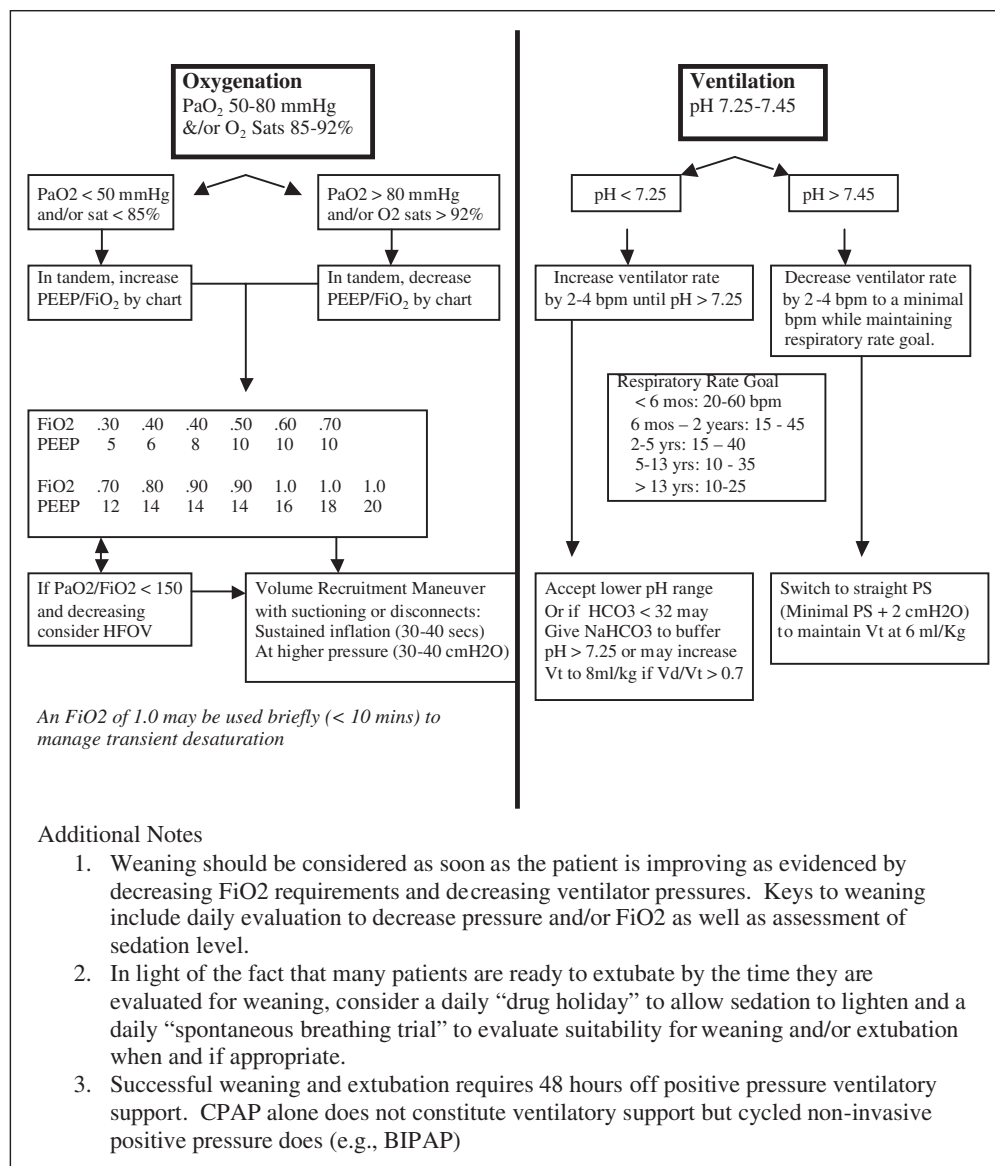 Oxygenation
PaO2 50-80 mmHg
&/or O2 Sats 85-92%
PaO2 < 50 mmHg
and/or sat < 85%
PaO2 > 80 mmHg
and/or O2 sats > 92%
In tandem, increase
PEEP/FiO2 by chart
In tandem, decrease
PEEP/FiO2 by chart
FiO2 .30 .40 .40 .50 .60 .70
PEEP 5 6 8 10 10 10
FiO2 .70 .80 .90 .90 1.0 1.0 1.0
PEEP 12 14 14 14 16 18 20
If PaO2/FiO2 < 150
and decreasing
consider HFOV
Volume Recruitment Maneuver
with suctioning or disconnects:
Sustained inflation (30-40 secs)
At higher pressure (30-40 cmH2O)
An FiO2 of 1.0 may be used briefly (< 10 mins) to
manage transient desaturation
Ventilation
pH 7.25-7.45
pH < 7.25
pH > 7.45
Increase ventilator rate
by 2-4 bpm until pH > 7.25
Decrease ventilator rate
by 2-4 bpm to a minimal
bpm while maintaining
respiratory rate goal.
Respiratory Rate Goal
< 6 mos: 20-60 bpm
6 mos – 2 years: 15 - 45
2-5 yrs: 15 – 40
5-13 yrs: 10 - 35
> 13 yrs: 10-25
Accept lower pH range
Or if HCO3 < 32 may
Give NaHCO3 to buffer
pH > 7.25 or may increase
Vt to 8ml/kg if Vd/Vt > 0.7
Switch to straight PS
(Minimal PS + 2 cmH2O)
to maintain Vt at 6 ml/Kg
Additional Notes
1. Weaning should be considered as soon as the patient is improving as evidenced by
decreasing FiO2 requirements and decreasing ventilator pressures. Keys to weaning
include daily evaluation to decrease pressure and/or FiO2 as well as assessment of
sedation level.
2. In light of the fact that many patients are ready to extubate by the time they are
evaluated for weaning, consider a daily “drug holiday” to allow sedation to lighten and a
daily “spontaneous breathing trial” to evaluate suitability for weaning and/or extubation
when and if appropriate.
3. Successful weaning and extubation requires 48 hours off positive pressure ventilatory
support. CPAP alone does not constitute ventilatory support but cycled non-invasive
positive pressure does (e.g., BIPAP)